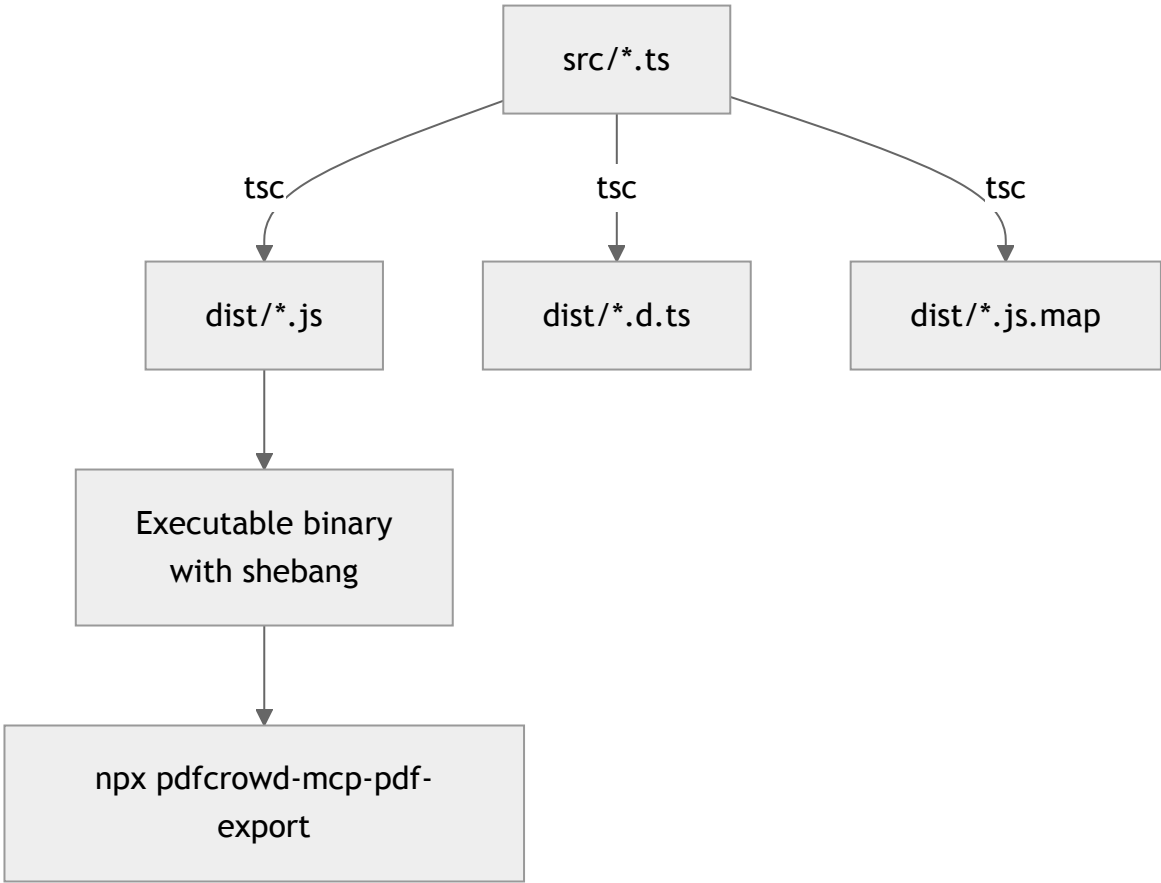 src/*.ts
tsc
tsc
tsc
dist/*.js
dist/*.d.ts
dist/*.js.map
Executable binary
with shebang
npx pdfcrowd-mcp-pdf-
export